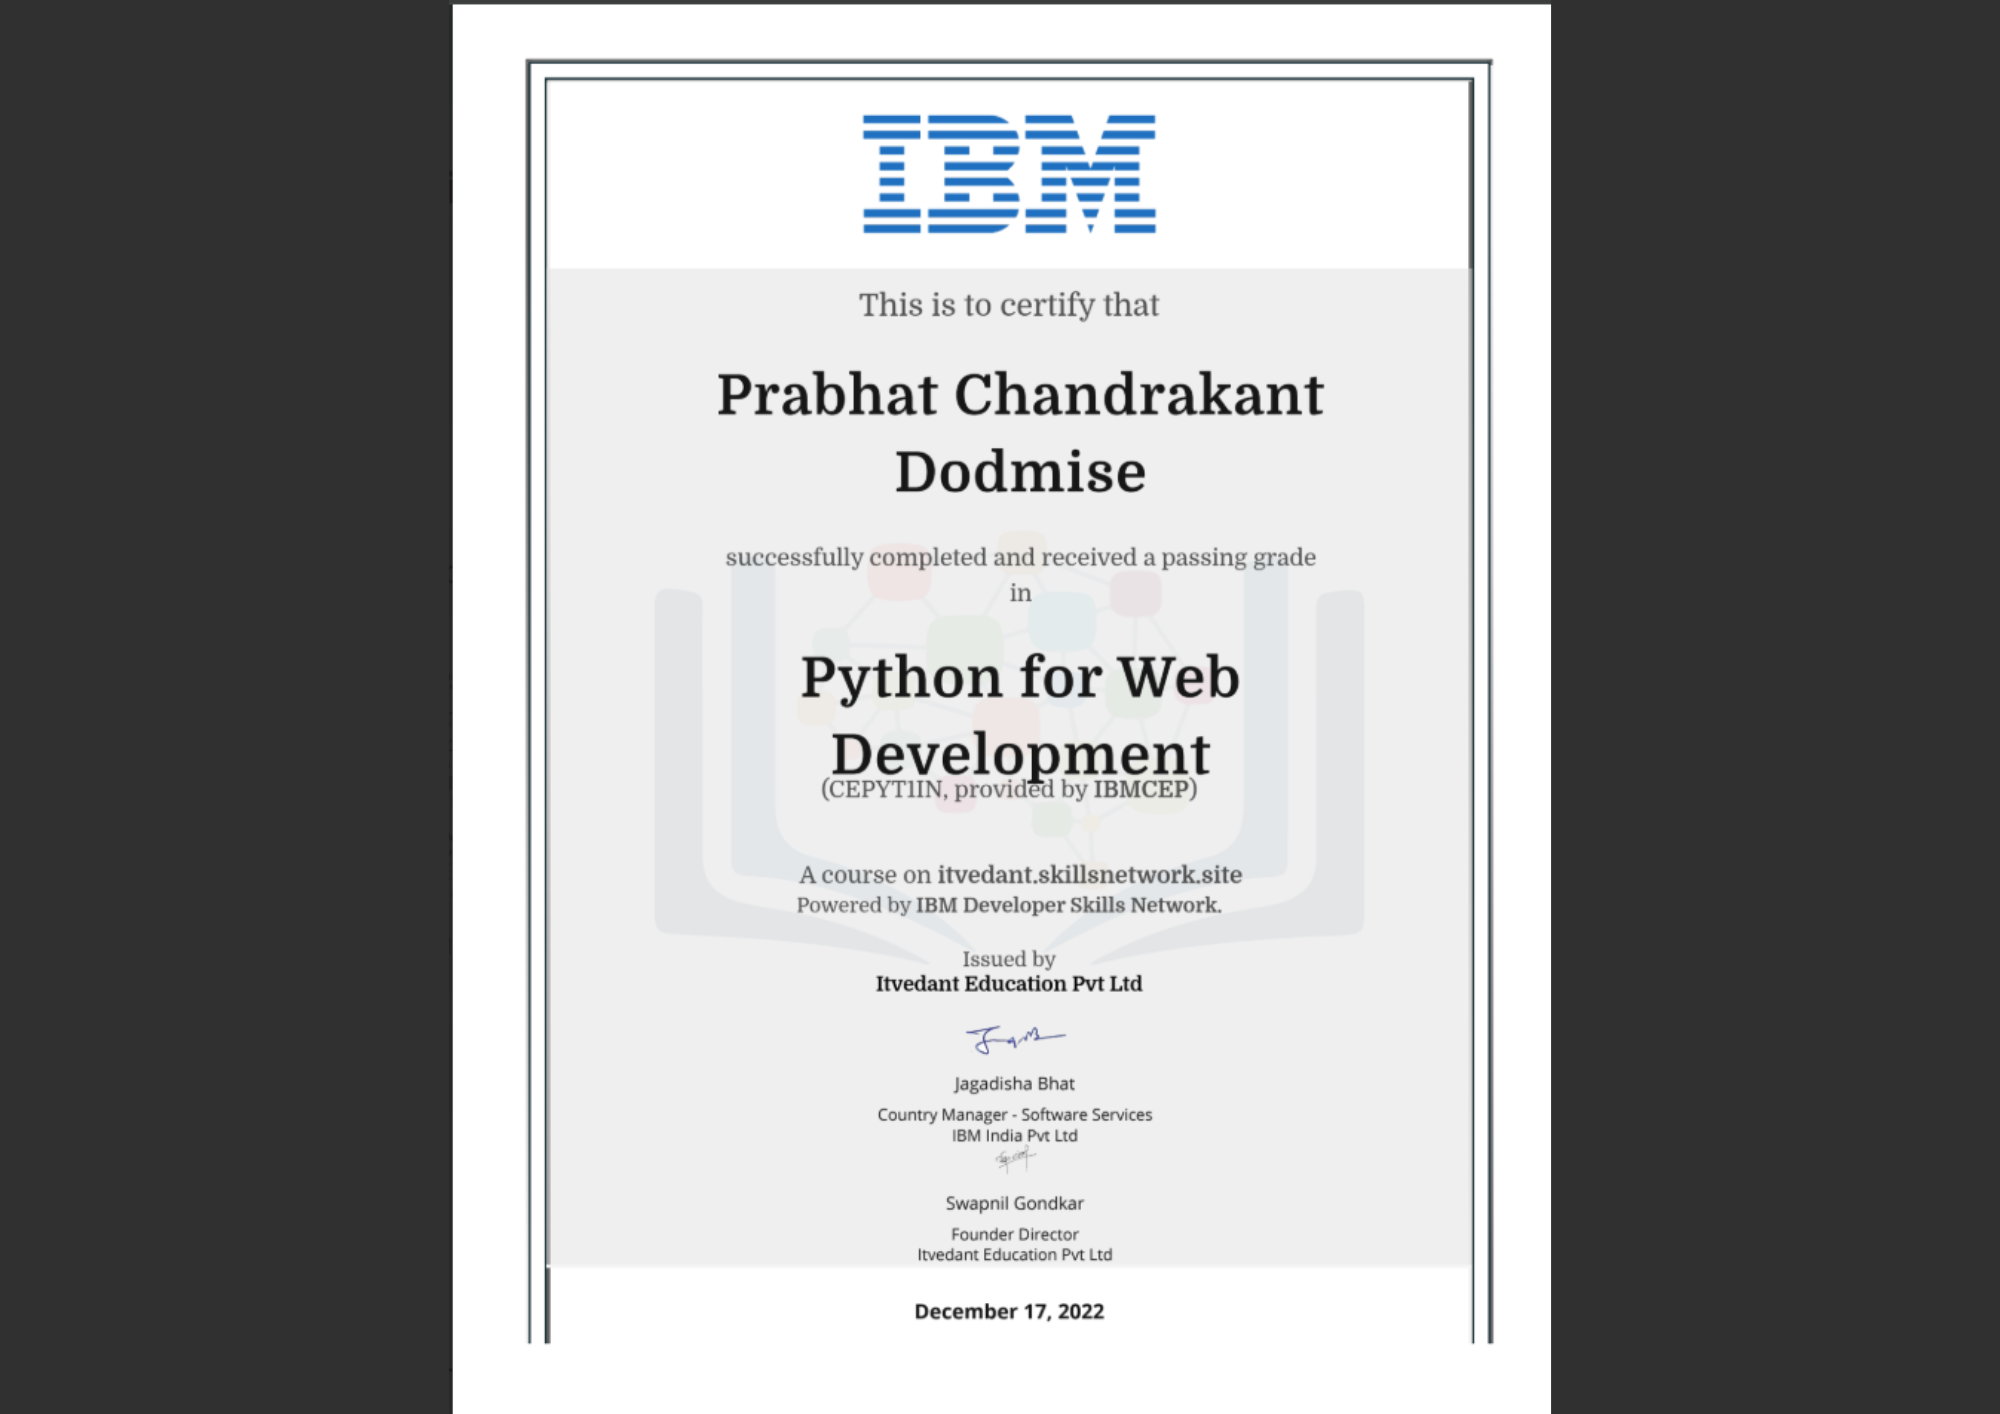 IBM
This is to certify that
Prabhat Chandrakant
Dodmise
successfully completed and received a passing grade
in
Python for Web
Development
(CEPYT1IN, provided by IBMCEP)
A course on itvedant.skillsnetwork.site
Powered by IBM Developer Skills Network.
Issued by
Itvedant Education Pvt Ltd
Jagadisha Bhat
Country Manager - Software Services
IBM India Pvt Ltd
Swapnil Gondkar
Founder Director
Itvedant Education Pvt Ltd
December 17, 2022